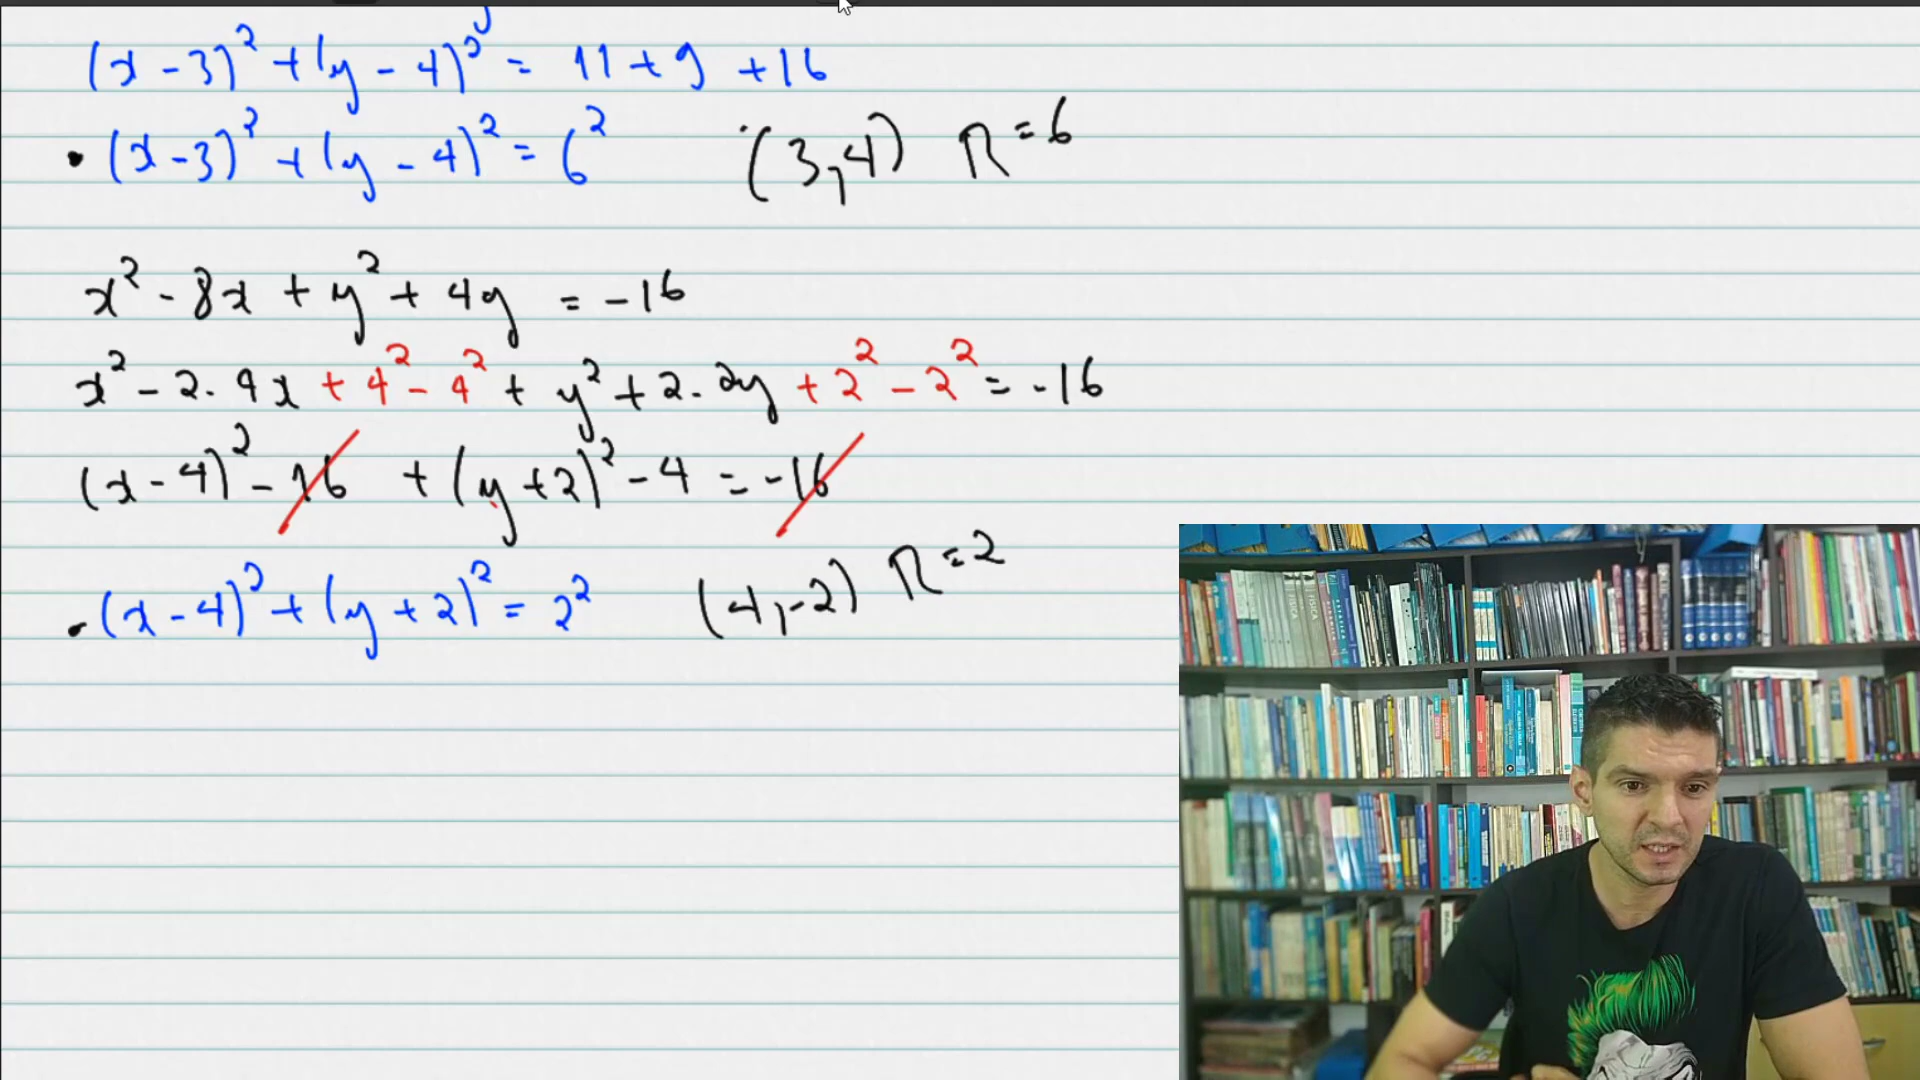 (x - 3)² + (y - 4)² = 11 + 9 + 16
• (x - 3)² + (y - 4)² = 6² (3,4) r = 6
x² - 8x + y² + 4y = -16
x² - 2.4x + 4² - 4² + y² + 2.2y + 2² - 2² = -16
(x - 4)² - 16 + (y + 2)² - 4 = -16
• (x - 4)² + (y + 2)² = 2² (4,-2) r = 2